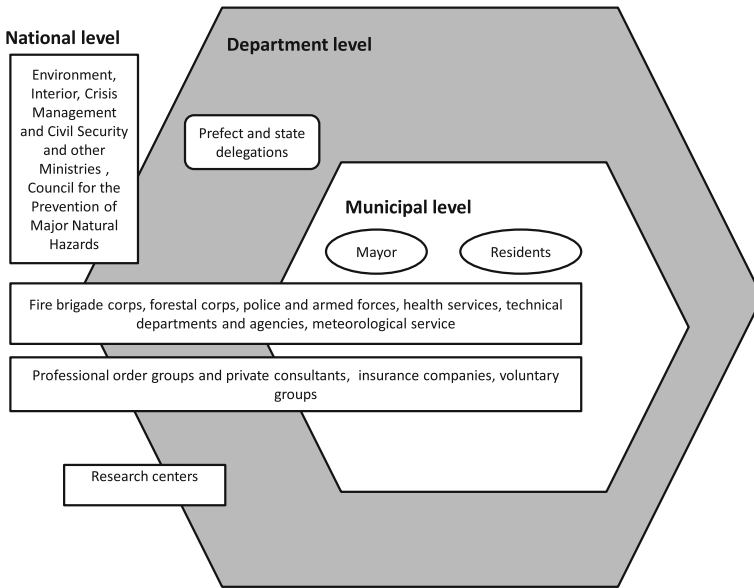 National level
Environment,
Interior, Crisis
Management
and Civil Security
and other
Ministries ,
Council for the
Prevention of
Major Natural
Hazards
Department level
Prefect and state
delegations
Municipal level
Mayor
Residents
Fire brigade corps, forestal corps, police and armed forces, health services, technical
departments and agencies, meteorological service
Professional order groups and private consultants,  insurance companies, voluntary
groups
Research centers